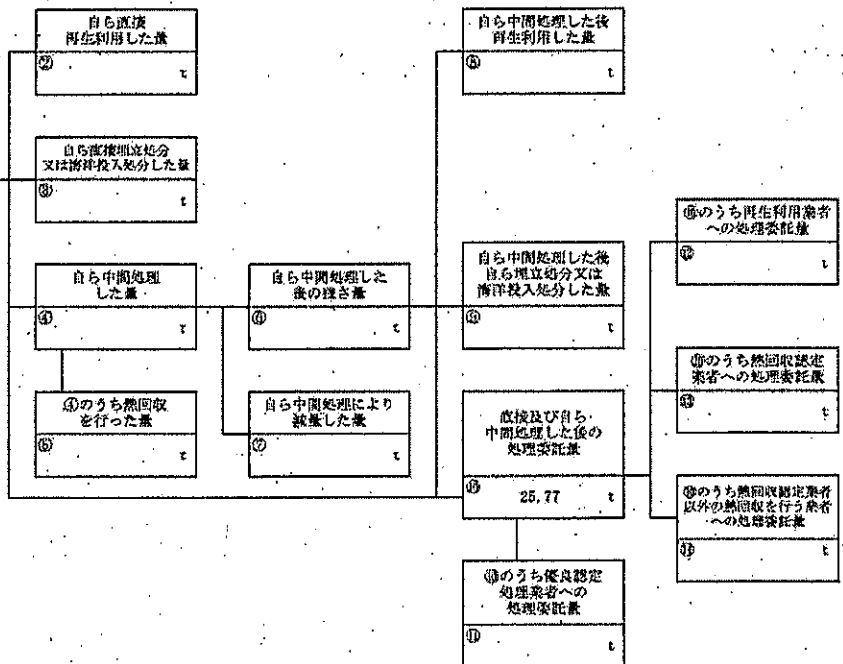 自ら直接
再生利用した量
②
t
自ら中間処理した後
再生利用した量
⑧
t
自ら直接埋立処分
又は海洋投入処分した量
③
t
⑩のうち再生利用業者
への処理委託量
⑫
t
自ら中間処理
した量
④
t
自ら中間処理した
後の残さ量
⑥
t
自ら中間処理した後
自ら埋立処分又は
海洋投入処分した量
⑨
t
⑩のうち熱回収認定
業者への処理委託量
⑬
t
④のうち熱回収
を行った量
⑤
t
自ら中間処理により
減量した量
⑦
t
直接及び自ら
中間処理した後の
処理委託量
⑩
25.77 t
⑩のうち熱回収認定業者
以外の熱回収を行う業者
への処理委託量
⑭
t
⑩のうち優良認定
処理業者への
処理委託量
⑪
t